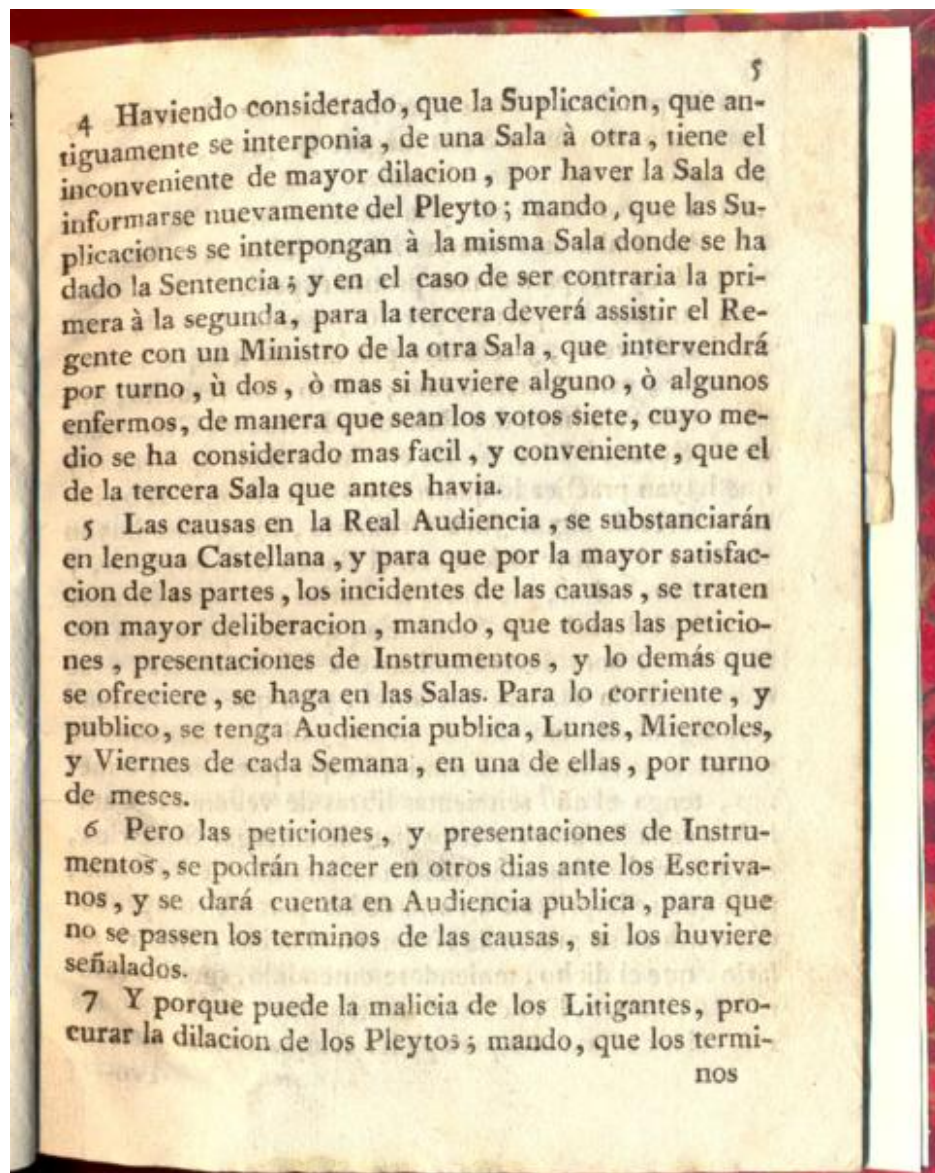 5
4 Haviendo considerado, que la Suplicacion, que an-
tiguamente se interponia, de una Sala à otra, tiene el
inconveniente de mayor dilacion, por haver la Sala de
informarse nuevamente del Pleyto; mando, que las Su-
plicaciones se interpongan à la misma Sala donde se ha
dado la Sentencia; y en el caso de ser contraria la pri-
mera à la segunda, para la tercera deverá assistir el Re-
gente con un Ministro de la otra Sala, que intervendrá
por turno, ù dos, ò mas si huviere alguno, ò algunos
enfermos, de manera que sean los votos siete, cuyo me-
dio se ha considerado mas facil, y conveniente, que el
de la tercera Sala que antes havia.
5 Las causas en la Real Audiencia, se substanciarán
en lengua Castellana, y para que por la mayor satisfac-
cion de las partes, los incidentes de las causas, se traten
con mayor deliberacion, mando, que todas las peticio-
nes, presentaciones de Instrumentos, y lo demás que
se ofreciere, se haga en las Salas. Para lo corriente, y
publico, se tenga Audiencia publica, Lunes, Miercoles,
y Viernes de cada Semana, en una de ellas, por turno
de meses.
6 Pero las peticiones, y presentaciones de Instru-
mentos, se podrán hacer en otros dias ante los Escriva-
nos, y se dará cuenta en Audiencia publica, para que
no se passen los terminos de las causas, si los huviere
señalados.
7 Y porque puede la malicia de los Litigantes, pro-
curar la dilacion de los Pleytos; mando, que los termi-
nos